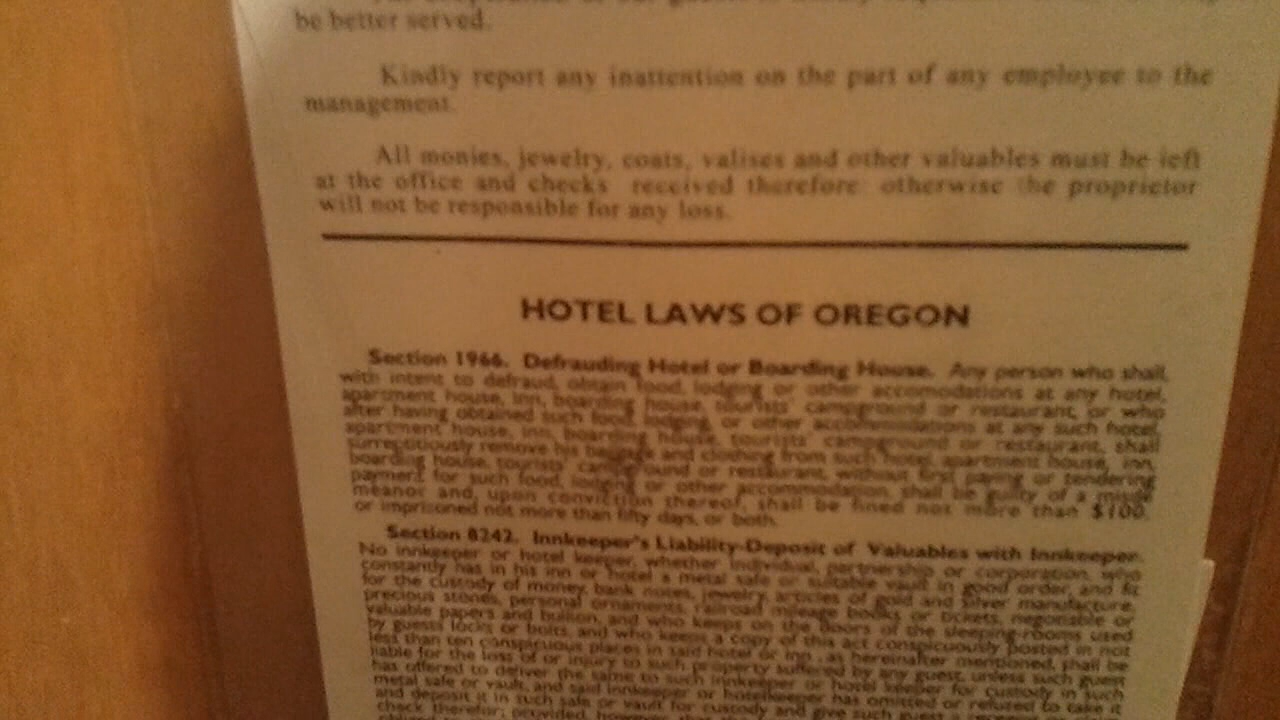 be better served.
Kindly report any inattention on the part of any employee to the
management.
All monies, jewelry, coats, valises and other valuables must be left
at the office and checks received therefore otherwise the proprietor
will not be responsible for any loss.
HOTEL LAWS OF OREGON
Section 1966. Defrauding Hotel or Boarding House. Any person who shall,
with intent to defraud, obtain food, lodging or other accomodations at any hotel,
apartment house, inn, boarding house, tourists' campground or restaurant, or who
after having obtained such food, lodging, or other accommodations at any such hotel,
apartment house, inn, boarding house, tourists' campground or restaurant, shall
surreptitiously remove his baggage and clothing from such hotel, apartment house, inn,
boarding house, tourists' campground or restaurant, without first paying or tendering
payment for such food, lodging or other accommodation, shall be guilty of a misde
meanor and, upon conviction thereof, shall be fined not more than $100,
or imprisoned not more than fifty days, or both.
Section 8242. Innkeeper's Liability-Deposit of Valuables with Innkeeper.
No innkeeper or hotel keeper, whether individual, partnership or corporation, who
constantly has in his inn or hotel a metal safe or suitable vault in good order, and fit
for the custody of money, bank notes, jewelry, articles of gold and silver manufacture,
precious stones, personal ornaments, railroad mileage books or tickets, negotiable or
valuable papers and bullion, and who keeps on the doors of the sleeping-rooms used
by guests locks or bolts, and who keeps a copy of this act conspicuously posted in not
less than ten conspicuous places in said hotel or inn, as hereinafter mentioned, shall be
liable for the loss of or injury to such property suffered by any guest, unless such guest
has offered to deliver the same to such innkeeper or hotel keeper for custody in such
metal safe or vault, and said innkeeper or hotelkeeper has omitted or refused to take it
and deposit it in such safe or vault for custody and give such guest a
check therefor; provided, however, that the